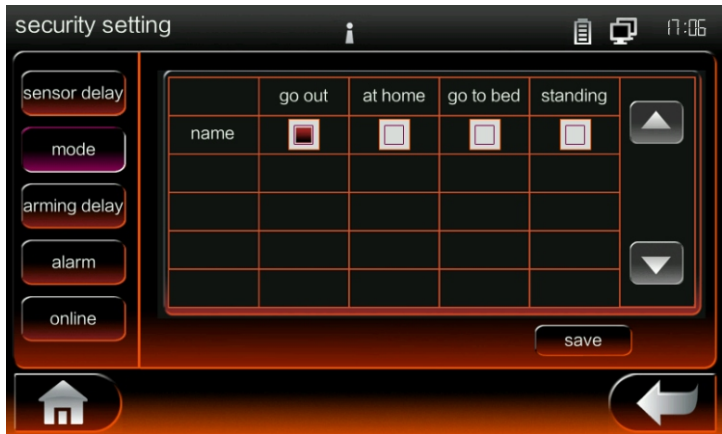 security setting 17:06
sensor delay
mode
arming delay
alarm
online
go out at home go to bed standing
name
save